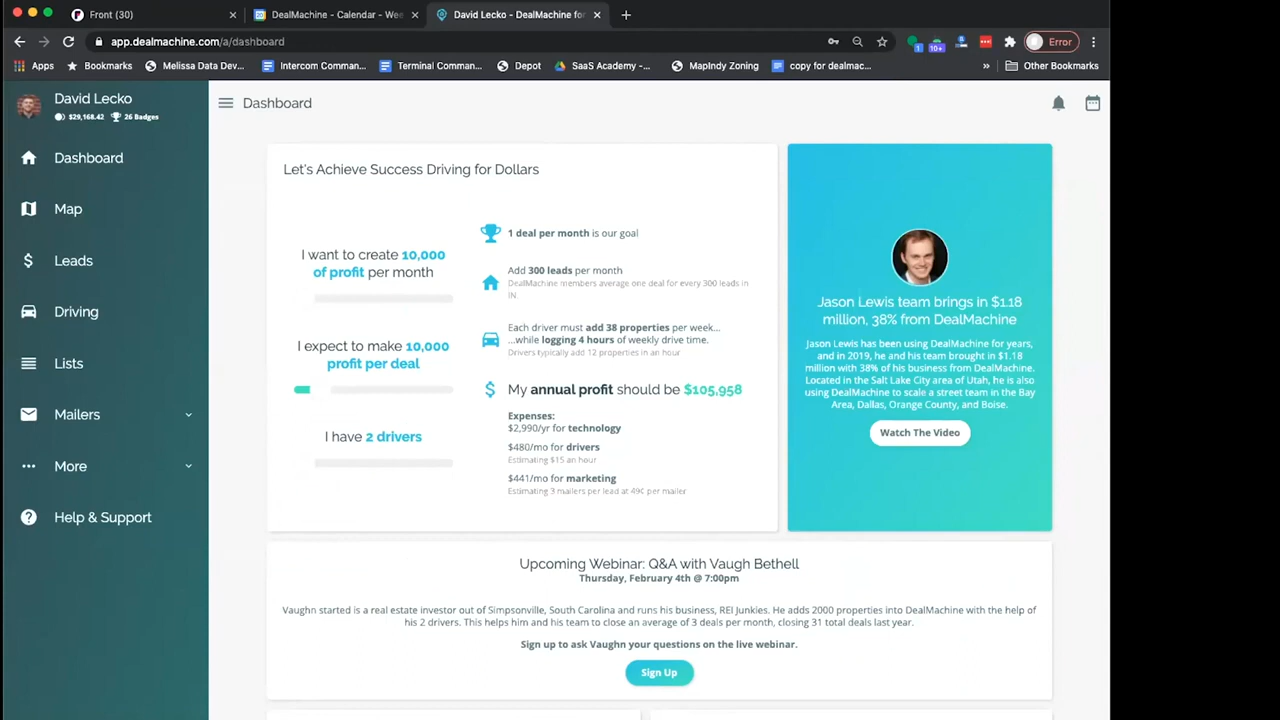 Front (30)
DealMachine - Calendar - Wee
David Lecko - DealMachine for
app.dealmachine.com/a/dashboard
Error
Apps
Bookmarks
Melissa Data Dev...
Intercom Comman...
Terminal Comman...
Depot
SaaS Academy -...
MapIndy Zoning
copy for dealmac...
»
Other Bookmarks
1
10+
David Lecko
$29,168.42
26 Badges
Dashboard
Map
Leads
Driving
Lists
Mailers
More
Help & Support
Dashboard
Let's Achieve Success Driving for Dollars
I want to create 10,000
of profit per month
I expect to make 10,000
profit per deal
I have 2 drivers
1 deal per month is our goal
Add 300 leads per month
DealMachine members average one deal for every 300 leads in
IN
Each driver must add 38 properties per week...
...while logging 4 hours of weekly drive time.
Drivers typically add 12 properties in an hour
My annual profit should be $105,958
Expenses:
$2,990/yr for technology
$480/mo for drivers
Estimating $15 an hour
$441/mo for marketing
Estimating 3 mailers per lead at 49¢ per mailer
Jason Lewis team brings in $1.18
million, 38% from DealMachine
Jason Lewis has been using DealMachine for years,
and in 2019, he and his team brought in $1.18
million with 38% of his business from DealMachine.
Located in the Salt Lake City area of Utah, he is also
using DealMachine to scale a street team in the Bay
Area, Dallas, Orange County, and Boise.
Watch The Video
Upcoming Webinar: Q&A with Vaugh Bethell
Thursday, February 4th @ 7:00pm
Vaughn started is a real estate investor out of Simpsonville, South Carolina and runs his business, REI Junkies. He adds 2000 properties into DealMachine with the help of
his 2 drivers. This helps him and his team to close an average of 3 deals per month, closing 31 total deals last year.
Sign up to ask Vaughn your questions on the live webinar.
Sign Up